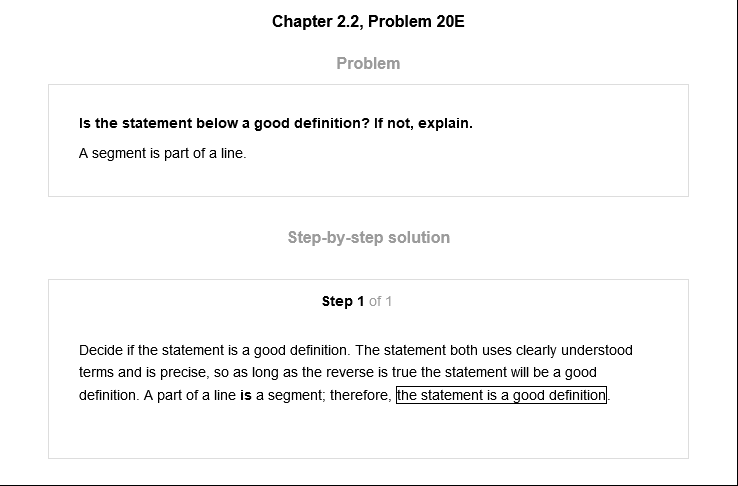 Chapter 2.2, Problem 20E
Problem
Is the statement below a good definition? If not, explain.
A segment is part of a line.
Step-by-step solution
Step 1 of 1
Decide if the statement is a good definition. The statement both uses clearly understood
terms and is precise, so as long as the reverse is true the statement will be a good
definition. A part of a line is a segment; therefore, the statement is a good definition.